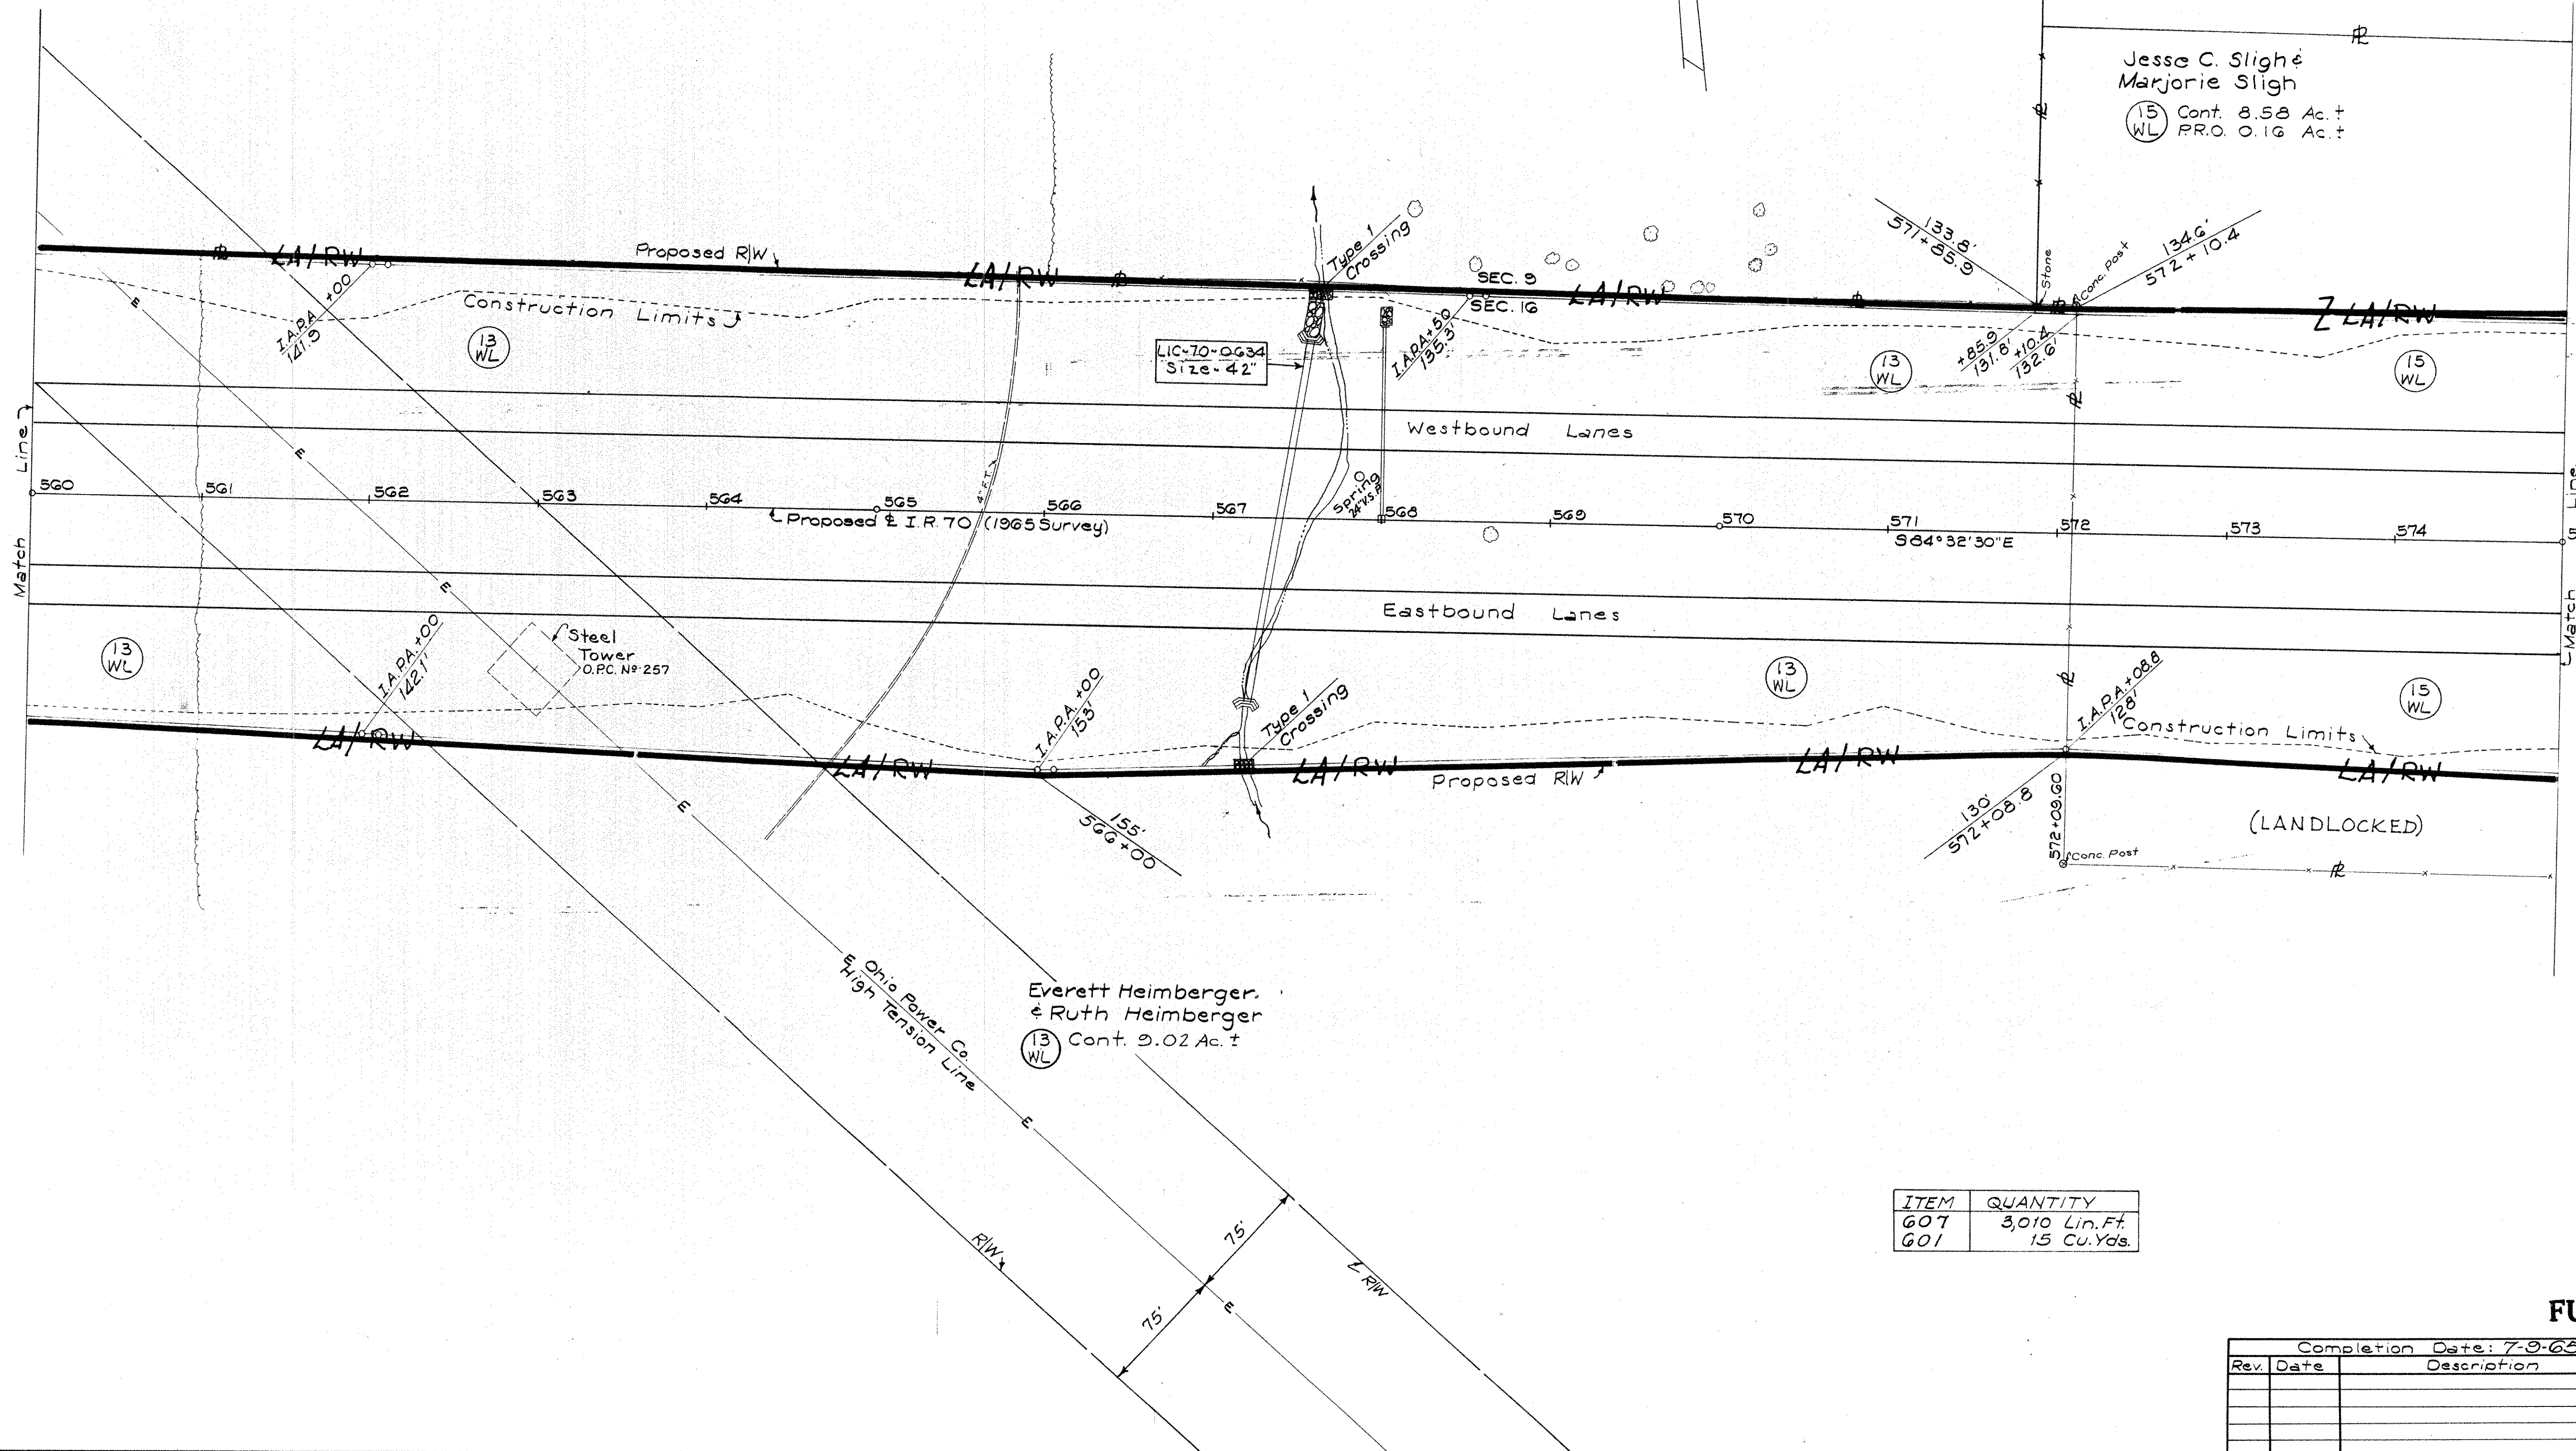 Jesse C. Sligh &
Marjorie Sligh
15 WL Cont. 8.58 Ac. ±
P.R.O. 0.16 Ac. ±
133.8'
571+85.9
Stone
Conc. Post
134.6'
572+10.4
LA/RW
Proposed R/W
LA/RW
Type 1
Crossing
SEC. 9
SEC. 16
LA/RW
LA/RW
I.A.P.A. +00
141.9
Construction Limits
13
WL
LIC-70-0634
Size-42"
I.A.P.A. +50
135.3'
13
WL
+85.9
131.8'
+10.4
132.6'
15
WL
Match Line
Westbound Lanes
560 561 562 563 564 565 566 567 568 569 570 571 572 573 574
4" F.T.
Spring
24" V.S.P.
Proposed ℄ I.R. 70 (1965 Survey)
S84°32'30"E
Match Line
Eastbound Lanes
13
WL
I.A.P.A. +00
142.1'
Steel
Tower
O.P.C. No. 257
I.A.P.A. +00
153'
Type 1
Crossing
13
WL
I.A.P.A. +08.8
128'
15
WL
Construction Limits
LA/RW
LA/RW
LA/RW
Proposed R/W
LA/RW
LA/RW
155'
566+00
130'
572+08.8
572+09.60
Conc. Post
(LANDLOCKED)
E Ohio Power Co.
High Tension Line
Everett Heimberger
& Ruth Heimberger
13 WL Cont. 9.02 Ac. ±
R/W
75'
75'
R/W
ITEM QUANTITY
607 3,010 Lin. Ft.
601 15 Cu. Yds.
FU
Completion Date: 7-9-65
Rev. Date Description